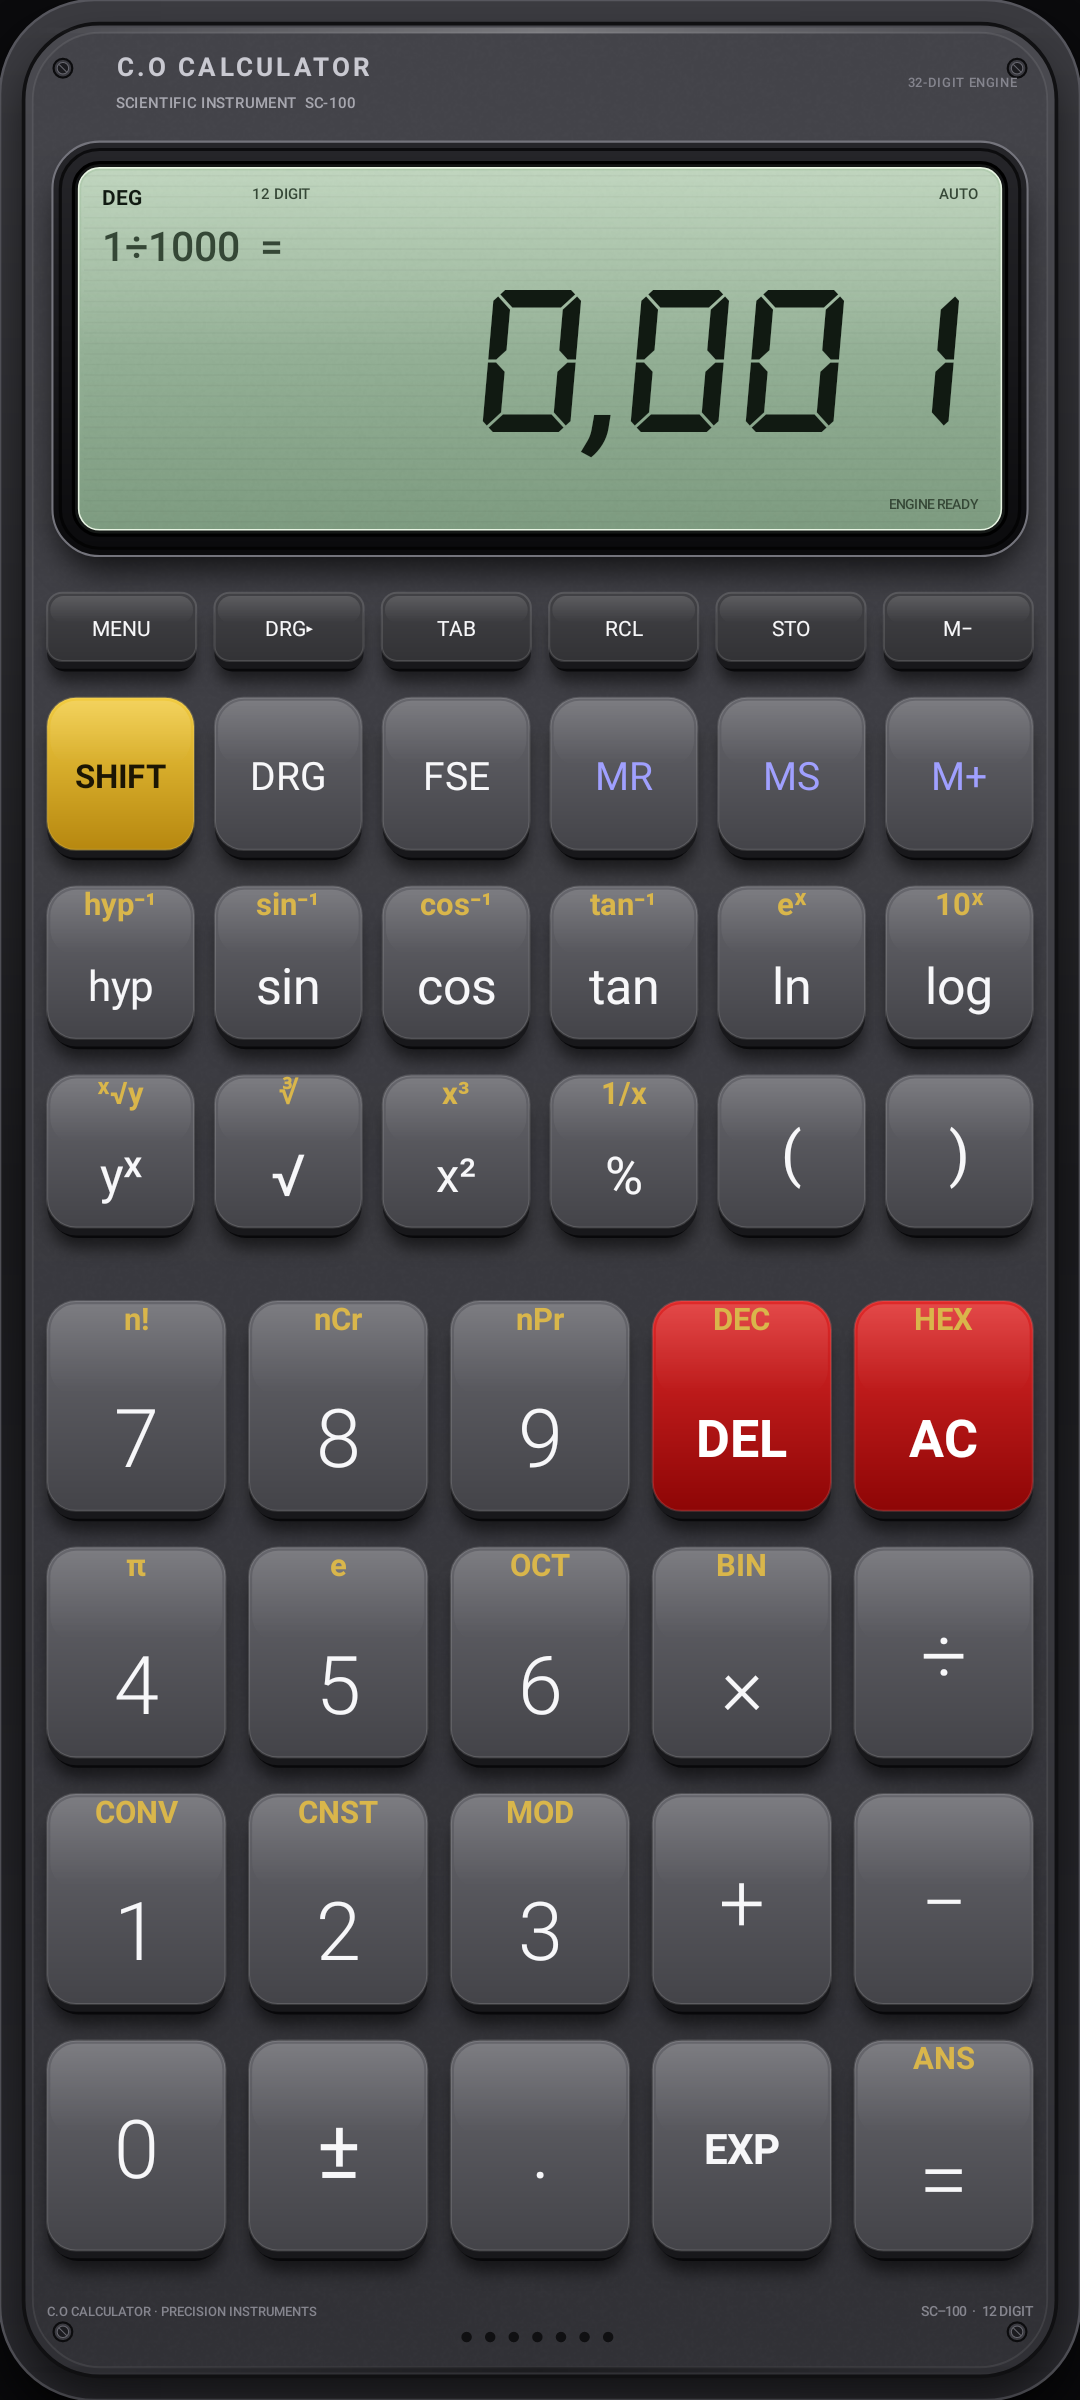 C.O CALCULATOR
SCIENTIFIC INSTRUMENT SC-100
32-DIGIT ENGINE
DEG 12 DIGIT AUTO
1÷1000 =
0,001
ENGINE READY
MENU DRG▸ TAB RCL STO M−
SHIFT DRG FSE MR MS M+
hyp⁻¹ sin⁻¹ cos⁻¹ tan⁻¹ eˣ 10ˣ
hyp sin cos tan ln log
ˣ√y ∛ x³ 1/x
yˣ √ x² % ( )
n! nCr nPr DEC HEX
7 8 9 DEL AC
π e OCT BIN
4 5 6 × ÷
CONV CNST MOD
1 2 3 + −
ANS
0 ± . EXP =
C.O CALCULATOR · PRECISION INSTRUMENTS
SC−100 · 12 DIGIT